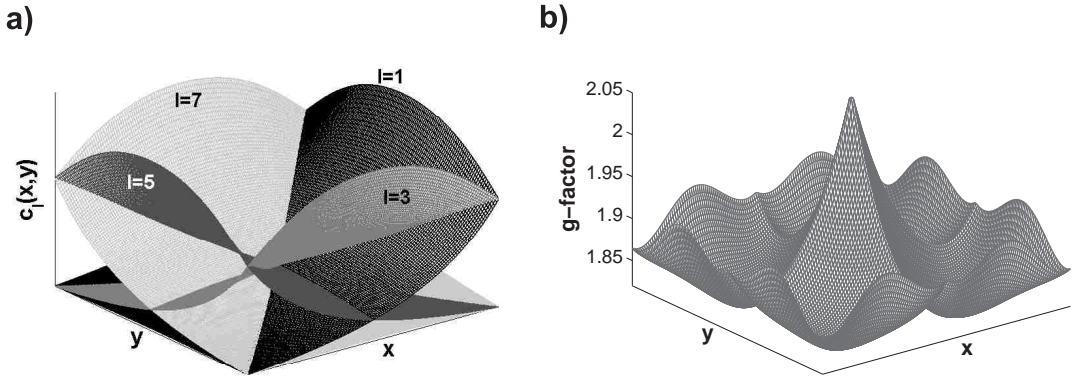 a)
l=7
l=1
l=5
l=3
c_l(x,y)
y
x
b)
2.05
2
1.95
1.9
1.85
g-factor
y
x